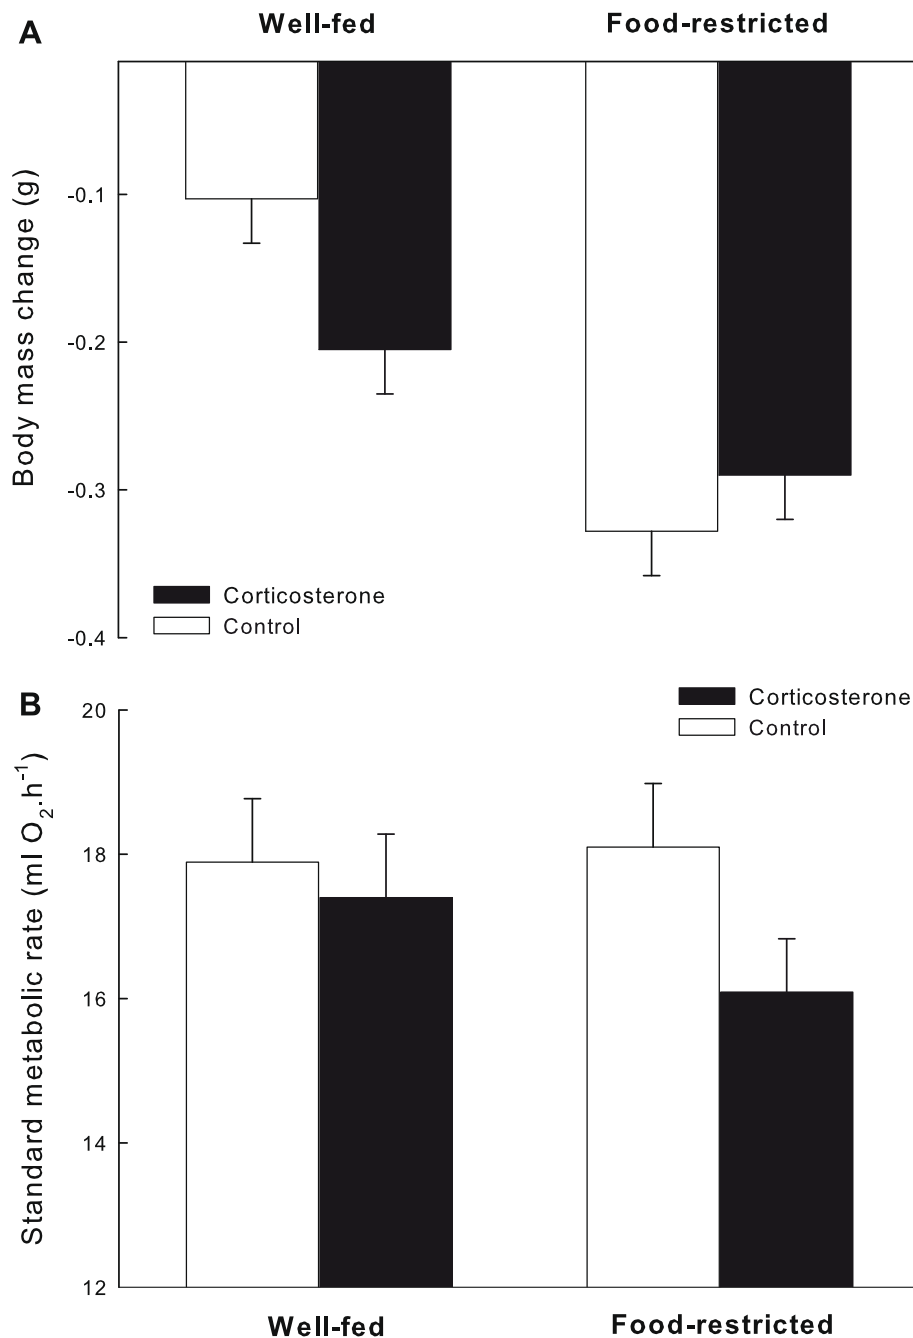 A
Well-fed
Food-restricted
Body mass change (g)
-0.1
-0.2
-0.3
-0.4
Corticosterone
Control
B
Corticosterone
Control
Standard metabolic rate (ml O₂.h⁻¹)
20
18
16
14
12
Well-fed
Food-restricted